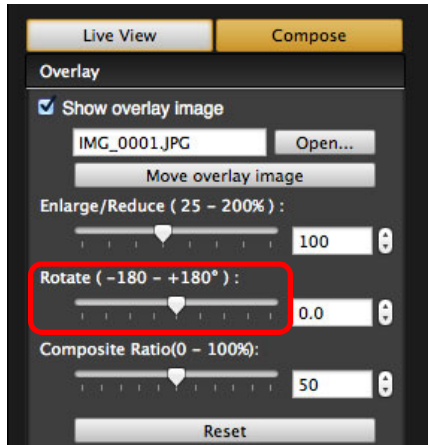 Live View Compose
Overlay
Show overlay image
IMG_0001.JPG Open...
Move overlay image
Enlarge/Reduce ( 25 – 200% ) :
100
Rotate ( –180 – +180° ) :
0.0
Composite Ratio(0 – 100%):
50
Reset